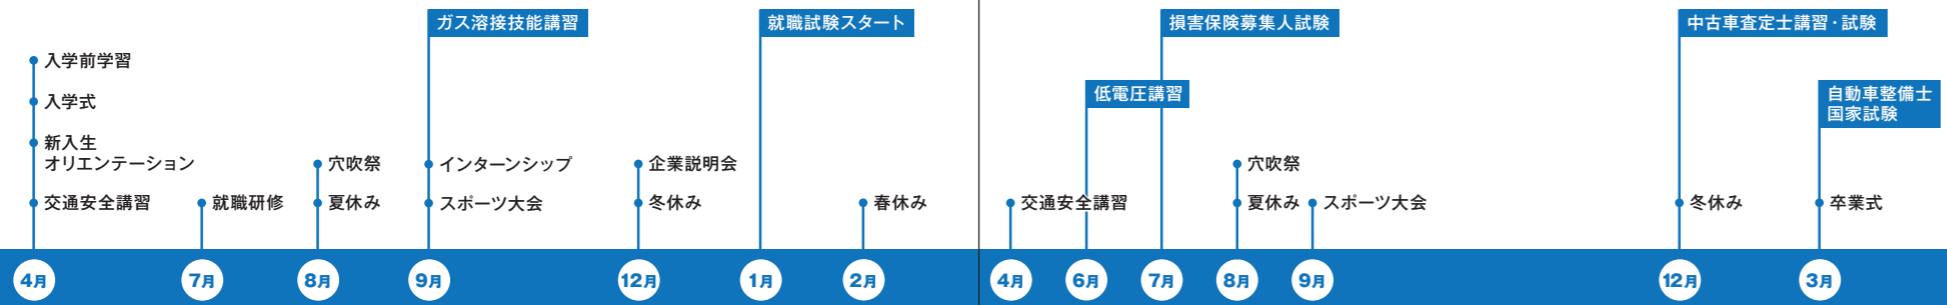 ガス溶接技能講習
就職試験スタート
損害保険募集人試験
中古車査定士講習・試験
入学前学習
低電圧講習
自動車整備士
国家試験
入学式
新入生
オリエンテーション
穴吹祭
インターンシップ
企業説明会
穴吹祭
交通安全講習
就職研修
夏休み
スポーツ大会
冬休み
春休み
交通安全講習
夏休み
スポーツ大会
冬休み
卒業式
4月
7月
8月
9月
12月
1月
2月
4月
6月
7月
8月
9月
12月
3月